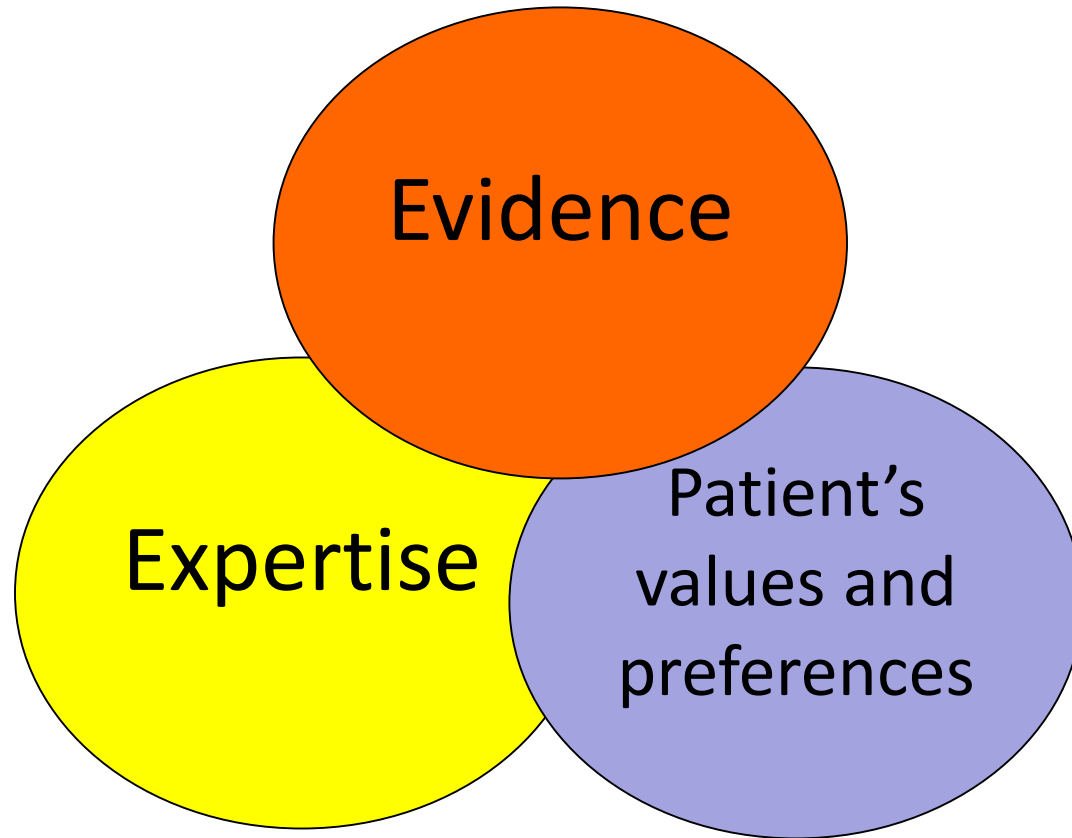 Evidence
Expertise
Patient’s
values and
preferences